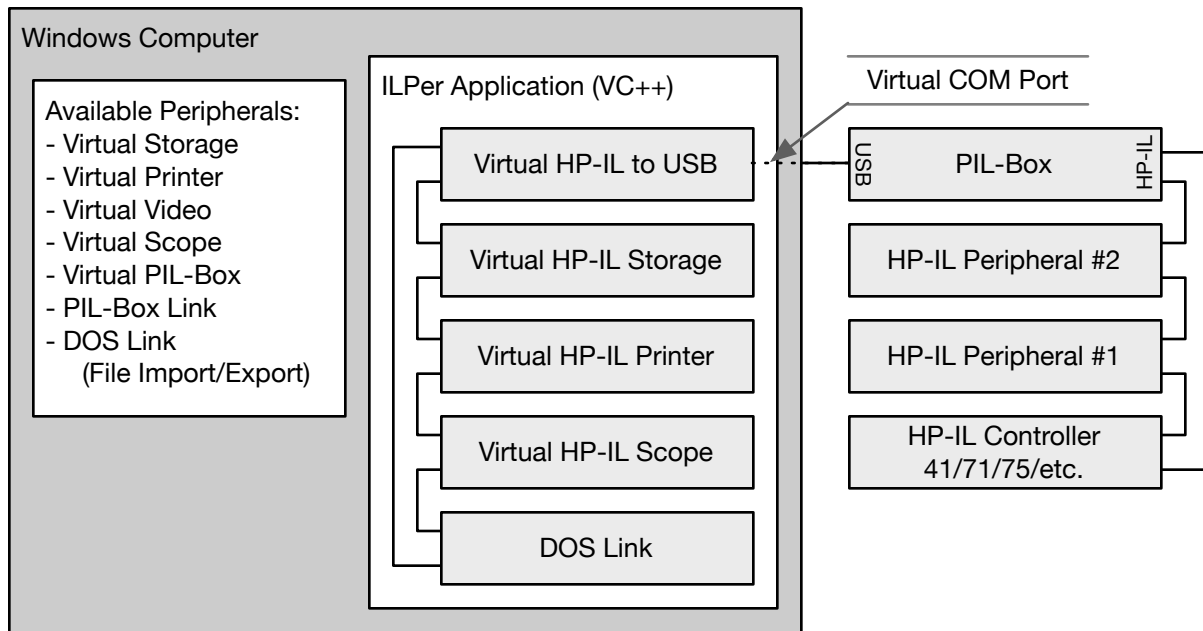 Windows Computer
Available Peripherals:
- Virtual Storage
- Virtual Printer
- Virtual Video
- Virtual Scope
- Virtual PIL-Box
- PIL-Box Link
- DOS Link
(File Import/Export)
ILPer Application (VC++)
Virtual HP-IL to USB
Virtual HP-IL Storage
Virtual HP-IL Printer
Virtual HP-IL Scope
DOS Link
Virtual COM Port
USB
PIL-Box
HP-IL
HP-IL Peripheral #2
HP-IL Peripheral #1
HP-IL Controller
41/71/75/etc.